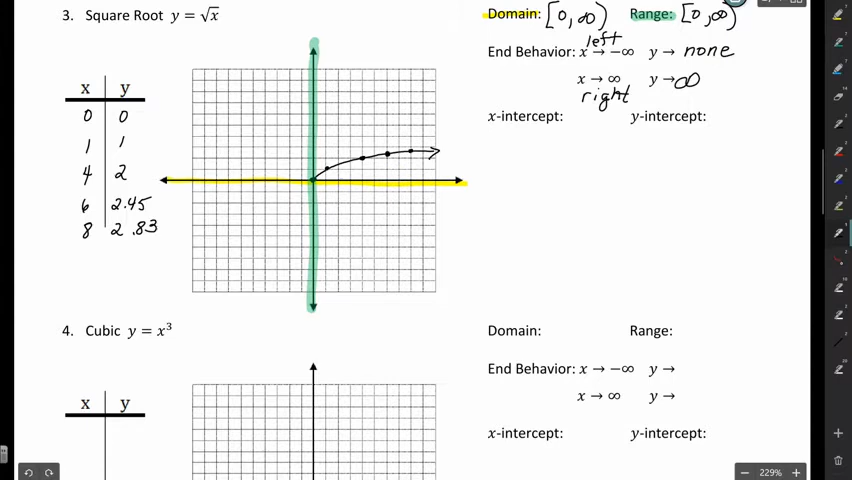 3. Square Root y = √x
Domain: [0, ∞) Range: [0, ∞)
left
End Behavior: x → −∞ y → none
x → ∞ y → ∞
right
x-intercept: y-intercept:
x y
0 0
1 1
4 2
6 2.45
8 2.83
4. Cubic y = x³
Domain: Range:
End Behavior: x → −∞ y →
x → ∞ y →
x-intercept: y-intercept:
x y
229%